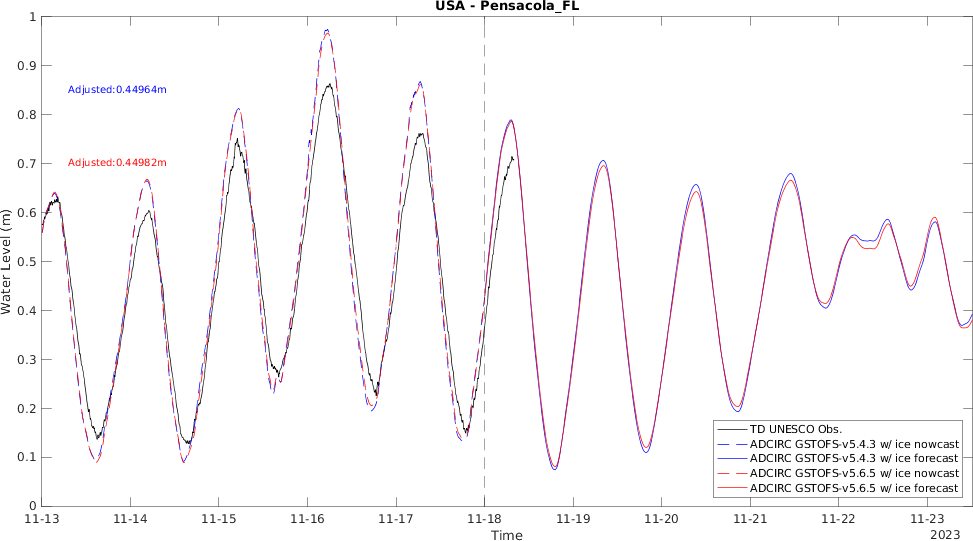 USA - Pensacola_FL
1
0.9
0.8
0.7
0.6
0.5
0.4
0.3
0.2
0.1
0
Water Level (m)
Adjusted:0.44964m
Adjusted:0.44982m
TD UNESCO Obs.
ADCIRC GSTOFS-v5.4.3 w/ ice nowcast
ADCIRC GSTOFS-v5.4.3 w/ ice forecast
ADCIRC GSTOFS-v5.6.5 w/ ice nowcast
ADCIRC GSTOFS-v5.6.5 w/ ice forecast
11-13 11-14 11-15 11-16 11-17 11-18 11-19 11-20 11-21 11-22 11-23
Time
2023